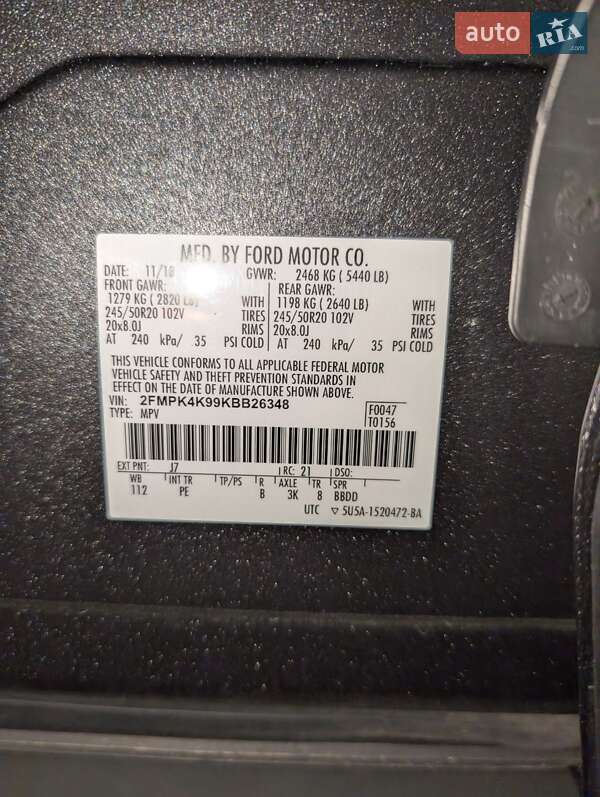 auto RIA.com
MFD. BY FORD MOTOR CO.
DATE: 11/18 GVWR: 2468 KG ( 5440 LB)
FRONT GAWR: REAR GAWR:
1279 KG ( 2820 LB) WITH 1198 KG ( 2640 LB) WITH
245/50R20 102V TIRES 245/50R20 102V TIRES
20x8.0J RIMS 20x8.0J RIMS
AT 240 kPa/ 35 PSI COLD AT 240 kPa/ 35 PSI COLD
THIS VEHICLE CONFORMS TO ALL APPLICABLE FEDERAL MOTOR
VEHICLE SAFETY AND THEFT PREVENTION STANDARDS IN
EFFECT ON THE DATE OF MANUFACTURE SHOWN ABOVE.
VIN: 2FMPK4K99KBB26348 F0047
TYPE: MPV T0156
EXT PNT: J7 RC: 21 DSO:
WB INT TR TP/PS R AXLE TR SPR
112 PE B 3K 8 BBDD
UTC ▽ 5U5A-1520472-BA